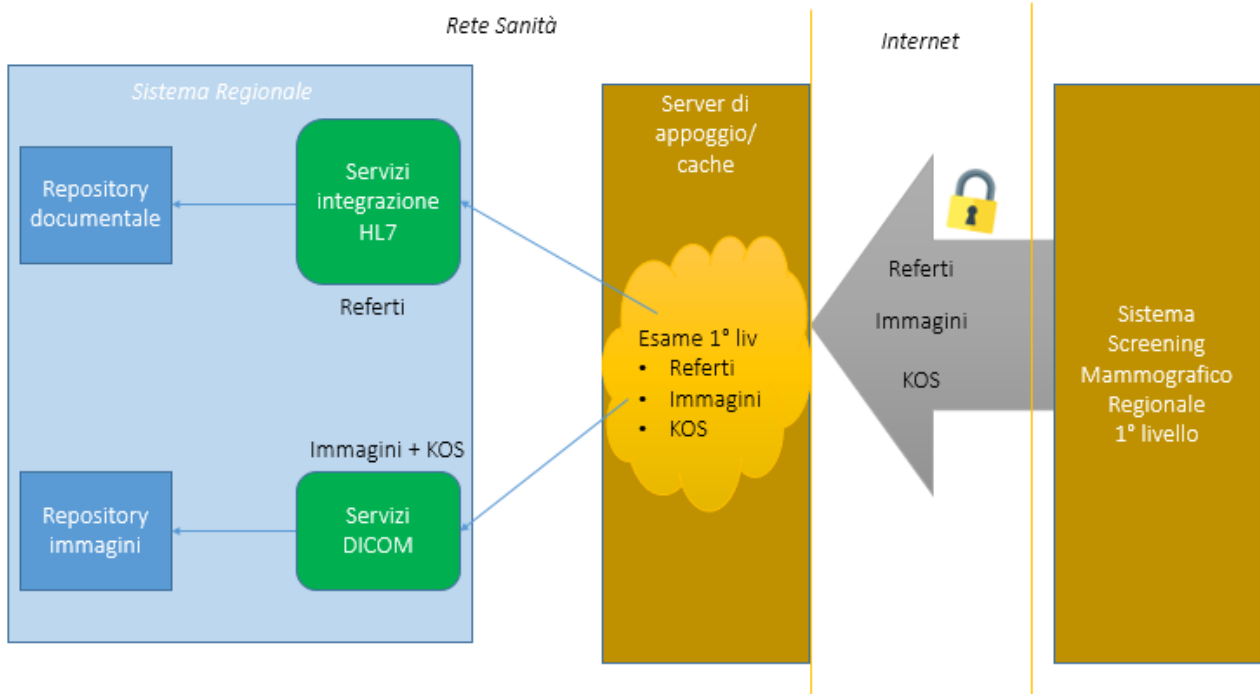 Rete Sanità
Internet
Sistema Regionale
Repository
documentale
Servizi
integrazione
HL7
Referti
Immagini + KOS
Repository
immagini
Servizi
DICOM
Server di
appoggio/
cache
Esame 1° liv
• Referti
• Immagini
• KOS
Referti
Immagini
KOS
Sistema
Screening
Mammografico
Regionale
1° livello